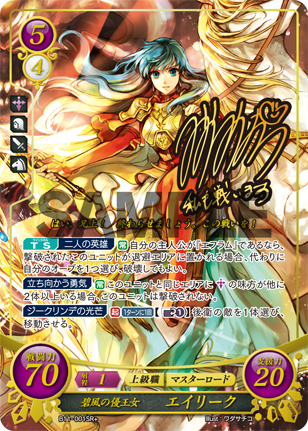 5
4
SAMPLE
私も戦いますっ
はい、兄上! 終わらせましょう、この戦いを!
TS 二人の英雄 常 自分の主人公が「エフラム」であるなら、
撃破されたこのユニットが退避エリアに置かれる場合、代わりに
自分のオーブを1つ選び、破壊してもよい。
立ち向かう勇気 常 このユニットと同じエリアに の味方が他に
2体以上いる場合、このユニットは撃破されない。
ジークリンデの光芒 起 1ターンに1回 [ 1] 後衛の敵を1体選び、
移動させる。
戦闘力
70
射程 1
上級職 マスターロード
碧風の優王女 エイリーク
支援力
20
B11-001SR+
illust. ワダサチコ